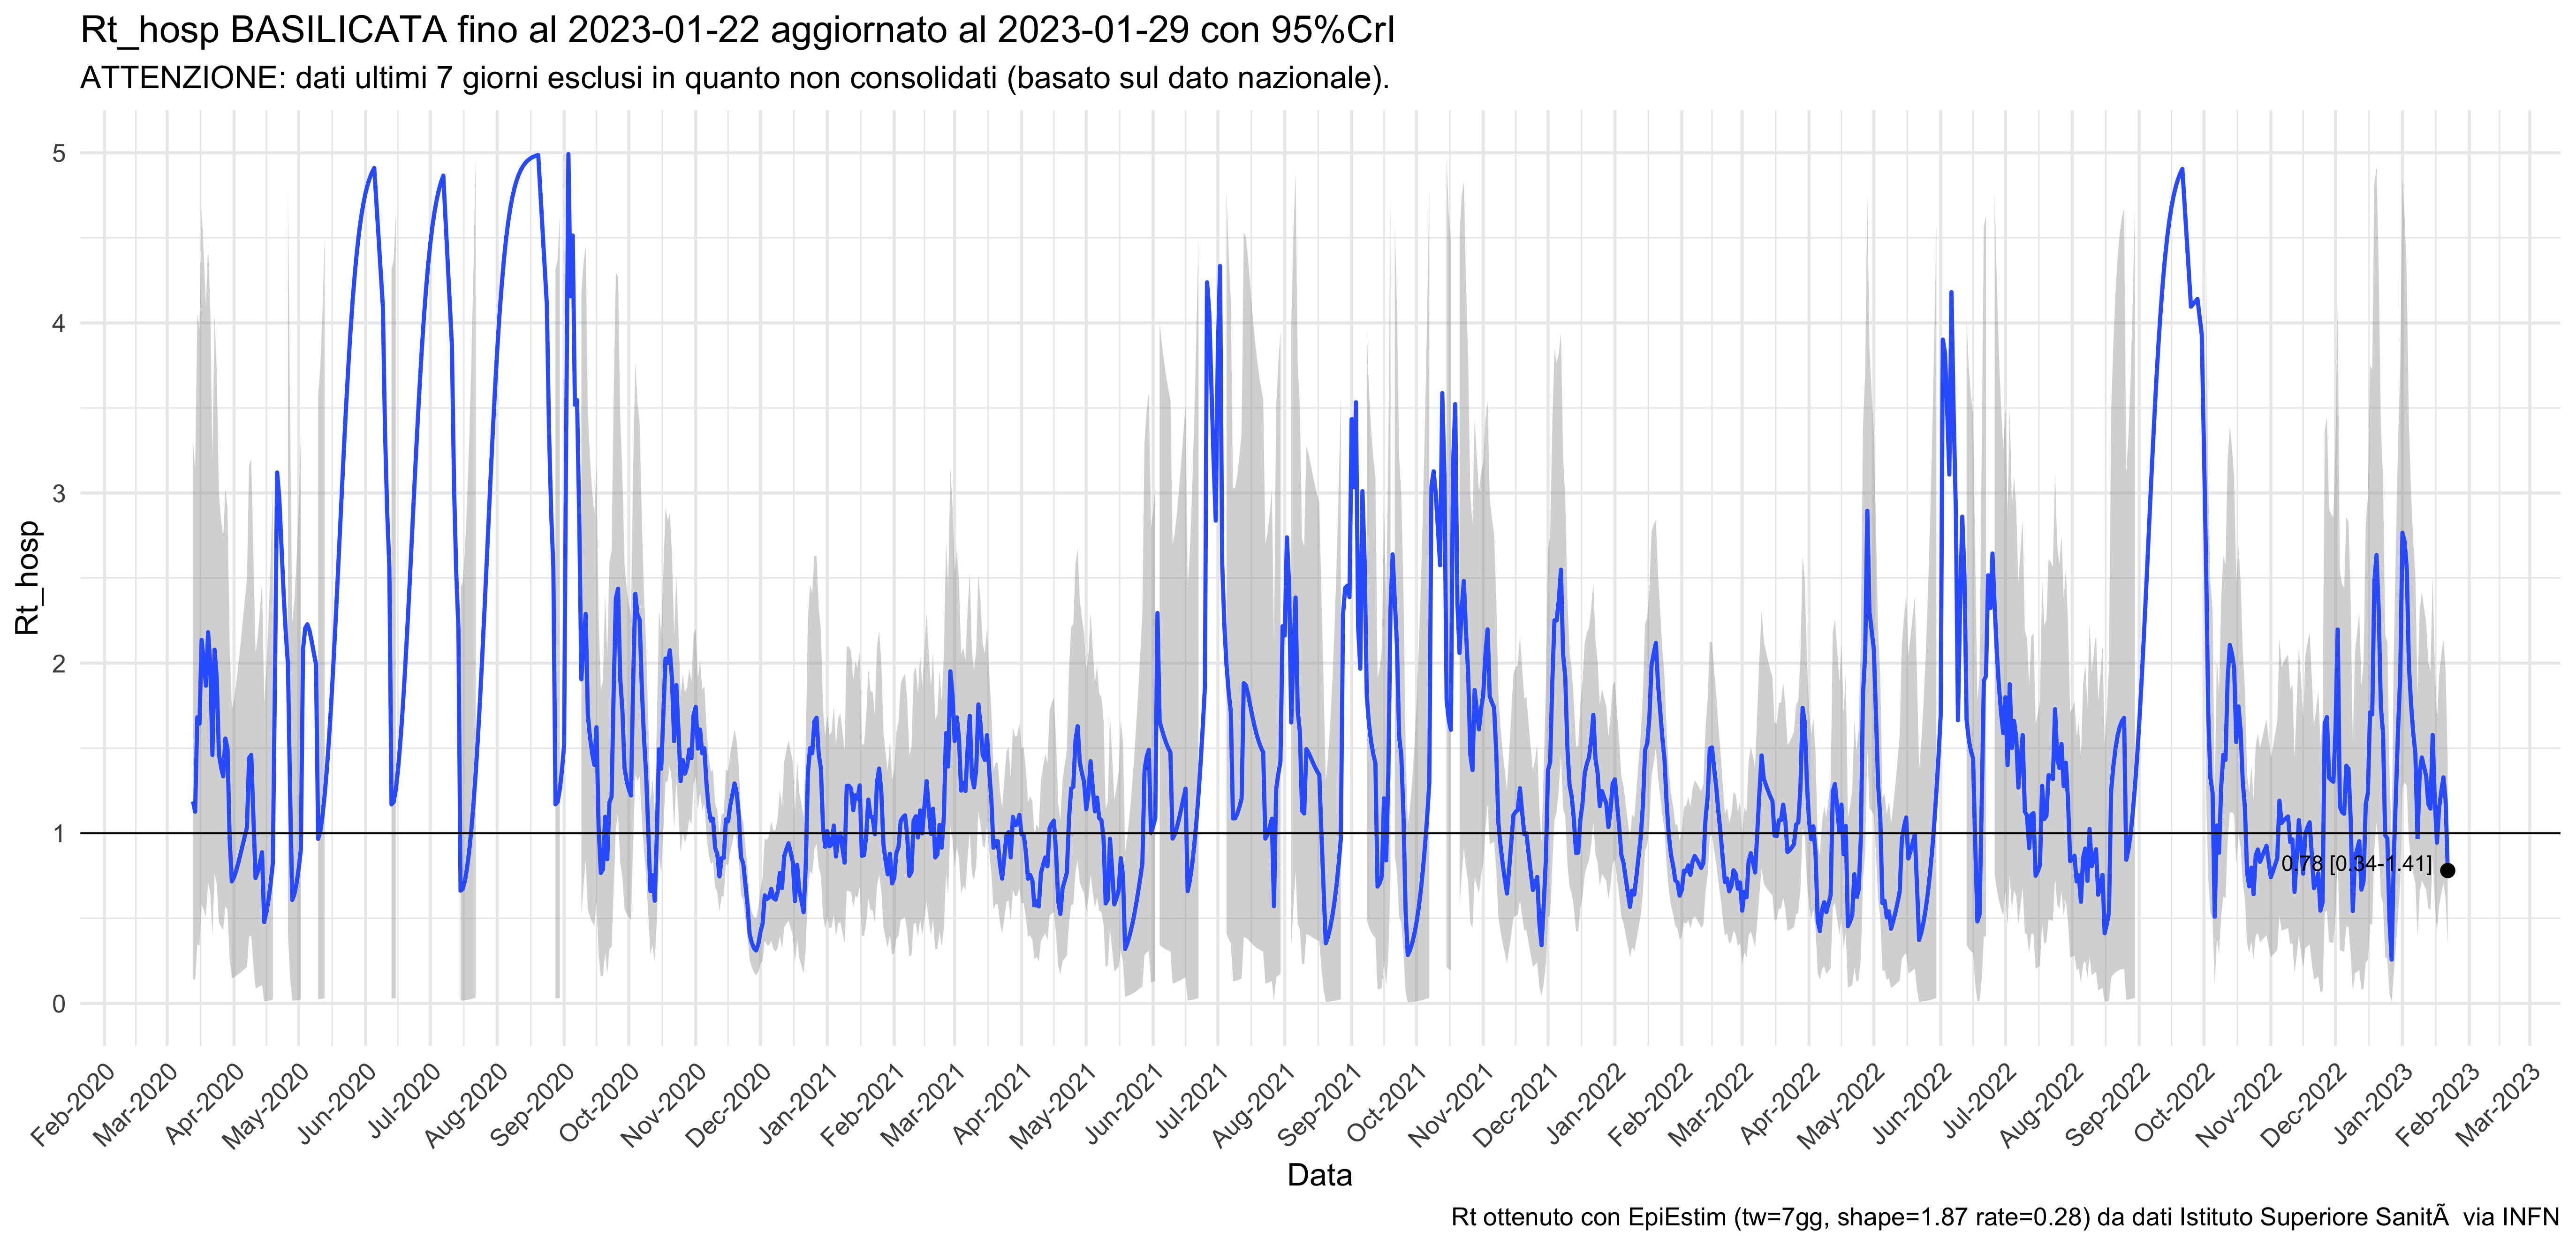 Rt_hosp BASILICATA fino al 2023-01-22 aggiornato al 2023-01-29 con 95%CrI
ATTENZIONE: dati ultimi 7 giorni esclusi in quanto non consolidati (basato sul dato nazionale).
Rt_hosp
5
4
3
2
1
0
0.78 [0.34-1.41]
Feb-2020
Mar-2020
Apr-2020
May-2020
Jun-2020
Jul-2020
Aug-2020
Sep-2020
Oct-2020
Nov-2020
Dec-2020
Jan-2021
Feb-2021
Mar-2021
Apr-2021
May-2021
Jun-2021
Jul-2021
Aug-2021
Sep-2021
Oct-2021
Nov-2021
Dec-2021
Jan-2022
Feb-2022
Mar-2022
Apr-2022
May-2022
Jun-2022
Jul-2022
Aug-2022
Sep-2022
Oct-2022
Nov-2022
Dec-2022
Jan-2023
Feb-2023
Mar-2023
Data
Rt ottenuto con EpiEstim (tw=7gg, shape=1.87 rate=0.28) da dati Istituto Superiore SanitÃ  via INFN